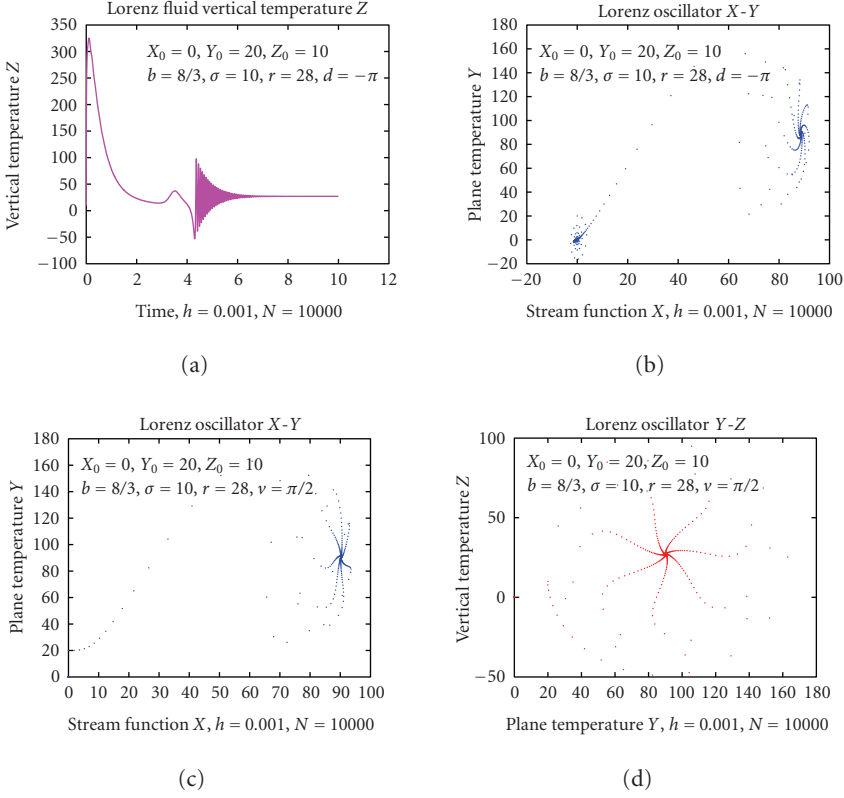 Lorenz fluid vertical temperature Z
350
300
250
200
150
100
50
0
−50
−100
0
2
4
6
8
10
12
Vertical temperature Z
X₀ = 0, Y₀ = 20, Z₀ = 10
b = 8/3, σ = 10, r = 28, d = −π
Time, h = 0.001, N = 10000
(a)
Lorenz oscillator X-Y
180
160
140
120
100
80
60
40
20
0
−20
−20
0
20
40
60
80
100
Plane temperature Y
X₀ = 0, Y₀ = 20, Z₀ = 10
b = 8/3, σ = 10, r = 28, d = −π
Stream function X, h = 0.001, N = 10000
(b)
Lorenz oscillator X-Y
180
160
140
120
100
80
60
40
20
0
0
10
20
30
40
50
60
70
80
90
100
Plane temperature Y
X₀ = 0, Y₀ = 20, Z₀ = 10
b = 8/3, σ = 10, r = 28, v = π/2
Stream function X, h = 0.001, N = 10000
(c)
Lorenz oscillator Y-Z
100
50
0
−50
0
20
40
60
80
100
120
140
160
180
Vertical temperature Z
X₀ = 0, Y₀ = 20, Z₀ = 10
b = 8/3, σ = 10, r = 28, v = π/2
Plane temperature Y, h = 0.001, N = 10000
(d)